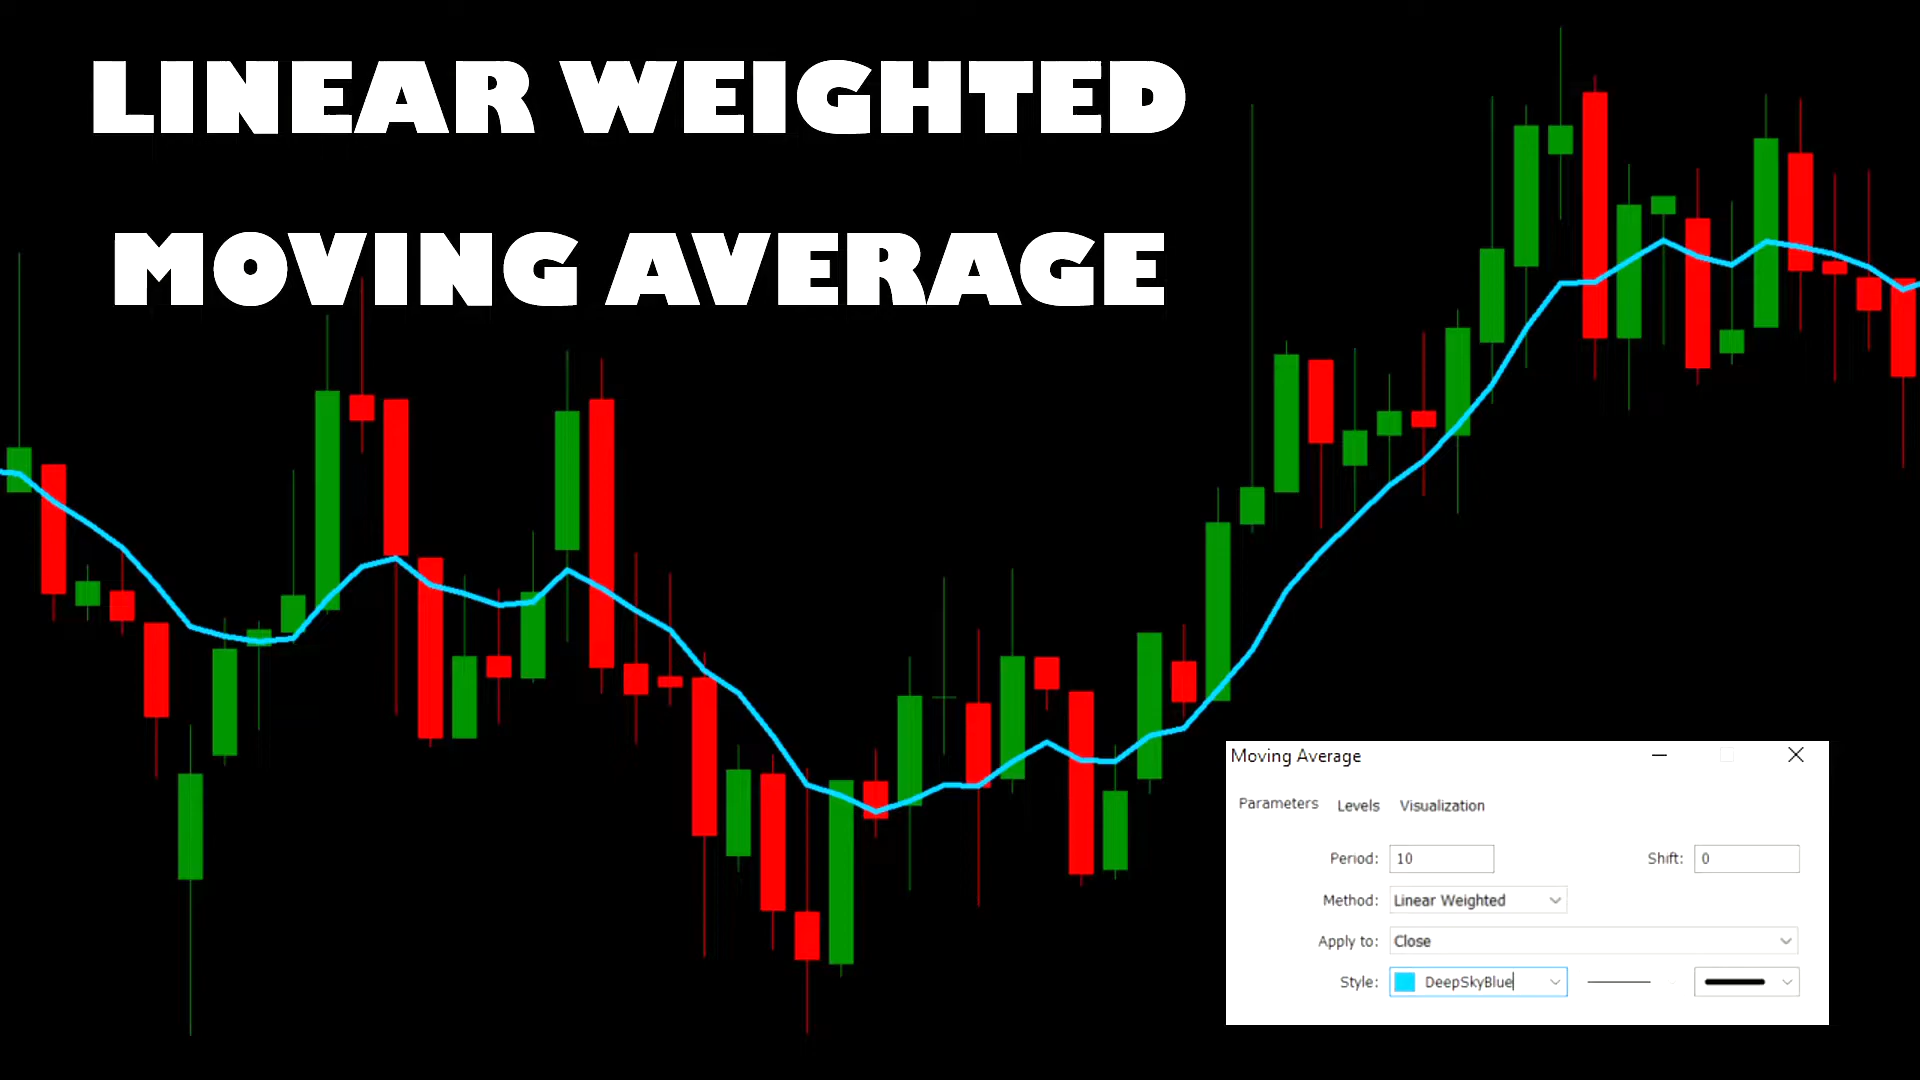 LINEAR WEIGHTED
MOVING AVERAGE
Moving Average
Parameters Levels Visualization
Period: 10 Shift: 0
Method: Linear Weighted
Apply to: Close
Style: DeepSkyBlue